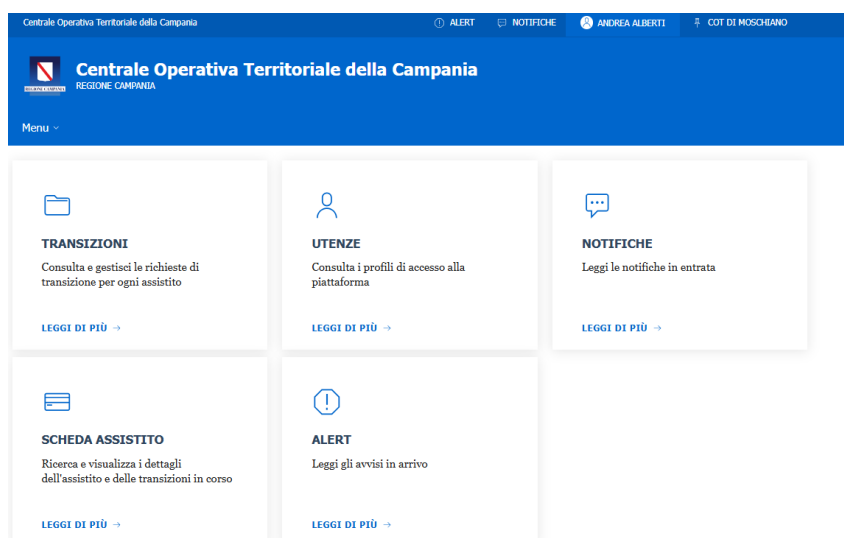 Centrale Operativa Territoriale della Campania
ALERT
NOTIFICHE
ANDREA ALBERTI
COT DI MOSCHIANO
Centrale Operativa Territoriale della Campania
REGIONE CAMPANIA
REGIONE CAMPANIA
Menu
TRANSIZIONI
Consulta e gestisci le richieste di
transizione per ogni assistito
LEGGI DI PIÙ →
UTENZE
Consulta i profili di accesso alla
piattaforma
LEGGI DI PIÙ →
NOTIFICHE
Leggi le notifiche in entrata
LEGGI DI PIÙ →
SCHEDA ASSISTITO
Ricerca e visualizza i dettagli
dell'assistito e delle transizioni in corso
LEGGI DI PIÙ →
ALERT
Leggi gli avvisi in arrivo
LEGGI DI PIÙ →